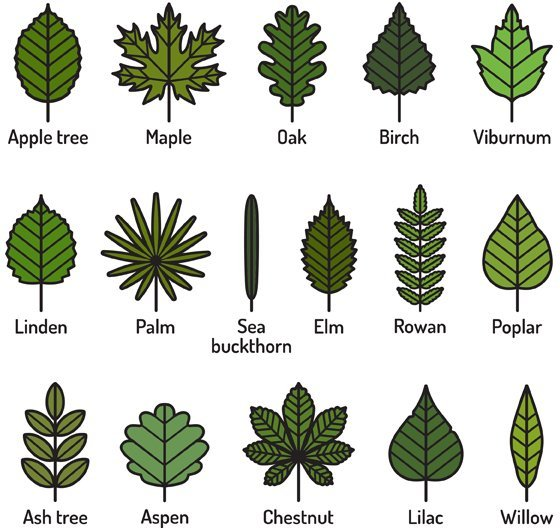 Apple tree
Maple
Oak
Birch
Viburnum
Linden
Palm
Sea
buckthorn
Elm
Rowan
Poplar
Ash tree
Aspen
Chestnut
Lilac
Willow